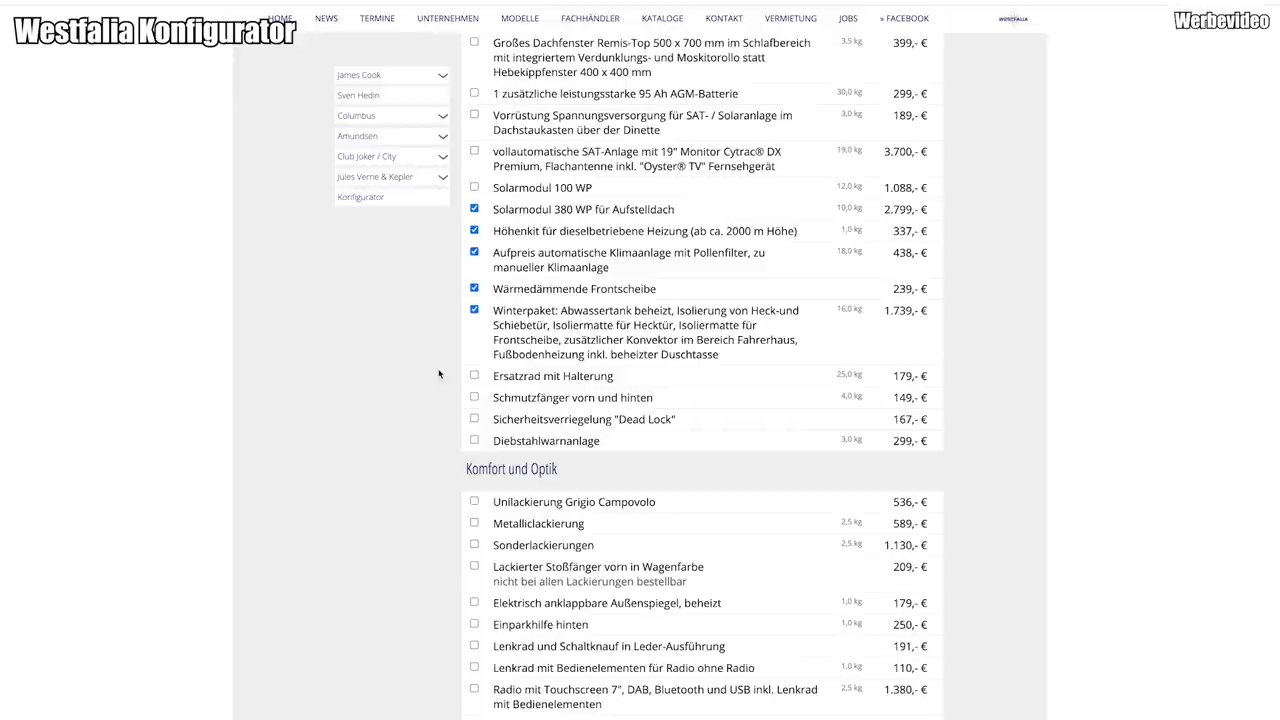 Westfalia Konfigurator
Werbevideo
HOME NEWS TERMINE UNTERNEHMEN MODELLE FACHHÄNDLER KATALOGE KONTAKT VERMIETUNG JOBS » FACEBOOK WESTFALIA
James Cook
Sven Hedin
Columbus
Amundsen
Club Joker / City
Jules Verne & Kepler
Konfigurator
Großes Dachfenster Remis-Top 500 x 700 mm im Schlafbereich 3,5 kg 399,- €
mit integriertem Verdunklungs- und Moskitorollo statt
Hebekippfenster 400 x 400 mm
1 zusätzliche leistungsstarke 95 Ah AGM-Batterie 30,0 kg 299,- €
Vorrüstung Spannungsversorgung für SAT- / Solaranlage im 3,0 kg 189,- €
Dachstaukasten über der Dinette
vollautomatische SAT-Anlage mit 19" Monitor Cytrac® DX 19,0 kg 3.700,- €
Premium, Flachantenne inkl. "Oyster® TV" Fernsehgerät
Solarmodul 100 WP 12,0 kg 1.088,- €
Solarmodul 380 WP für Aufstelldach 10,0 kg 2.799,- €
Höhenkit für dieselbetriebene Heizung (ab ca. 2000 m Höhe) 1,0 kg 337,- €
Aufpreis automatische Klimaanlage mit Pollenfilter, zu 18,0 kg 438,- €
manueller Klimaanlage
Wärmedämmende Frontscheibe 239,- €
Winterpaket: Abwassertank beheizt, Isolierung von Heck-und 16,0 kg 1.739,- €
Schiebetür, Isoliermatte für Hecktür, Isoliermatte für
Frontscheibe, zusätzlicher Konvektor im Bereich Fahrerhaus,
Fußbodenheizung inkl. beheizter Duschtasse
Ersatzrad mit Halterung 25,0 kg 179,- €
Schmutzfänger vorn und hinten 4,0 kg 149,- €
Sicherheitsverriegelung "Dead Lock" 167,- €
Diebstahlwarnanlage 3,0 kg 299,- €
Komfort und Optik
Unilackierung Grigio Campovolo 536,- €
Metalliclackierung 2,5 kg 589,- €
Sonderlackierungen 2,5 kg 1.130,- €
Lackierter Stoßfänger vorn in Wagenfarbe 209,- €
nicht bei allen Lackierungen bestellbar
Elektrisch anklappbare Außenspiegel, beheizt 1,0 kg 179,- €
Einparkhilfe hinten 1,0 kg 250,- €
Lenkrad und Schaltknauf in Leder-Ausführung 191,- €
Lenkrad mit Bedienelementen für Radio ohne Radio 1,0 kg 110,- €
Radio mit Touchscreen 7", DAB, Bluetooth und USB inkl. Lenkrad 2,5 kg 1.380,- €
mit Bedienelementen